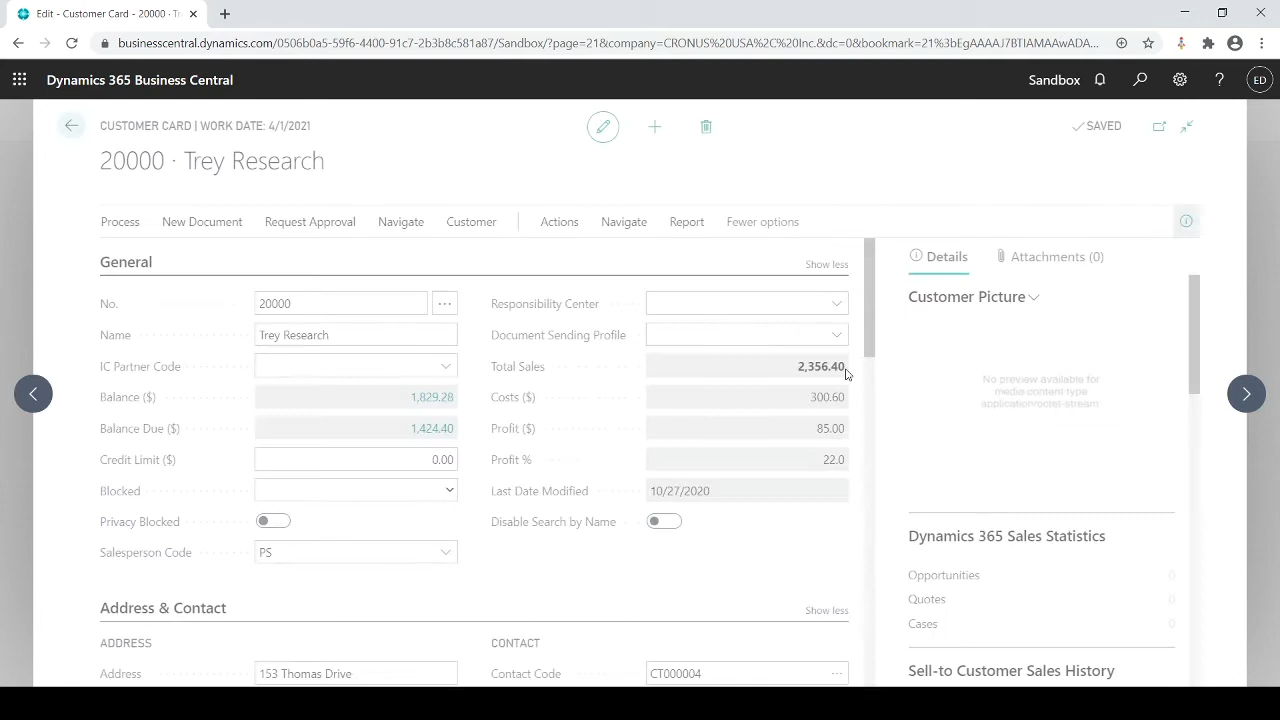 Edit - Customer Card - 20000 · Tr
businesscentral.dynamics.com/0506b0a5-59f6-4400-91c7-2b3b8c581a87/Sandbox/?page=21&company=CRONUS%20USA%2C%20Inc.&dc=0&bookmark=21%3bEgAAAAJ7BTIAMAAwADA...
Dynamics 365 Business Central
Sandbox
?
ED
CUSTOMER CARD | WORK DATE: 4/1/2021
SAVED
20000 · Trey Research
Process New Document Request Approval Navigate Customer Actions Navigate Report Fewer options
General
Show less
No. 20000 ...
Name Trey Research
IC Partner Code
Balance ($) 1,829.28
Balance Due ($) 1,424.40
Credit Limit ($) 0.00
Blocked
Privacy Blocked
Salesperson Code PS
Responsibility Center
Document Sending Profile
Total Sales 2,356.40
Costs ($) 300.60
Profit ($) 85.00
Profit % 22.0
Last Date Modified 10/27/2020
Disable Search by Name
Address & Contact
Show less
ADDRESS
Address 153 Thomas Drive
CONTACT
Contact Code CT000004 ...
Details Attachments (0)
Customer Picture
No preview available for
media content type
application/octet-stream
Dynamics 365 Sales Statistics
Opportunities 0
Quotes 0
Cases 0
Sell-to Customer Sales History